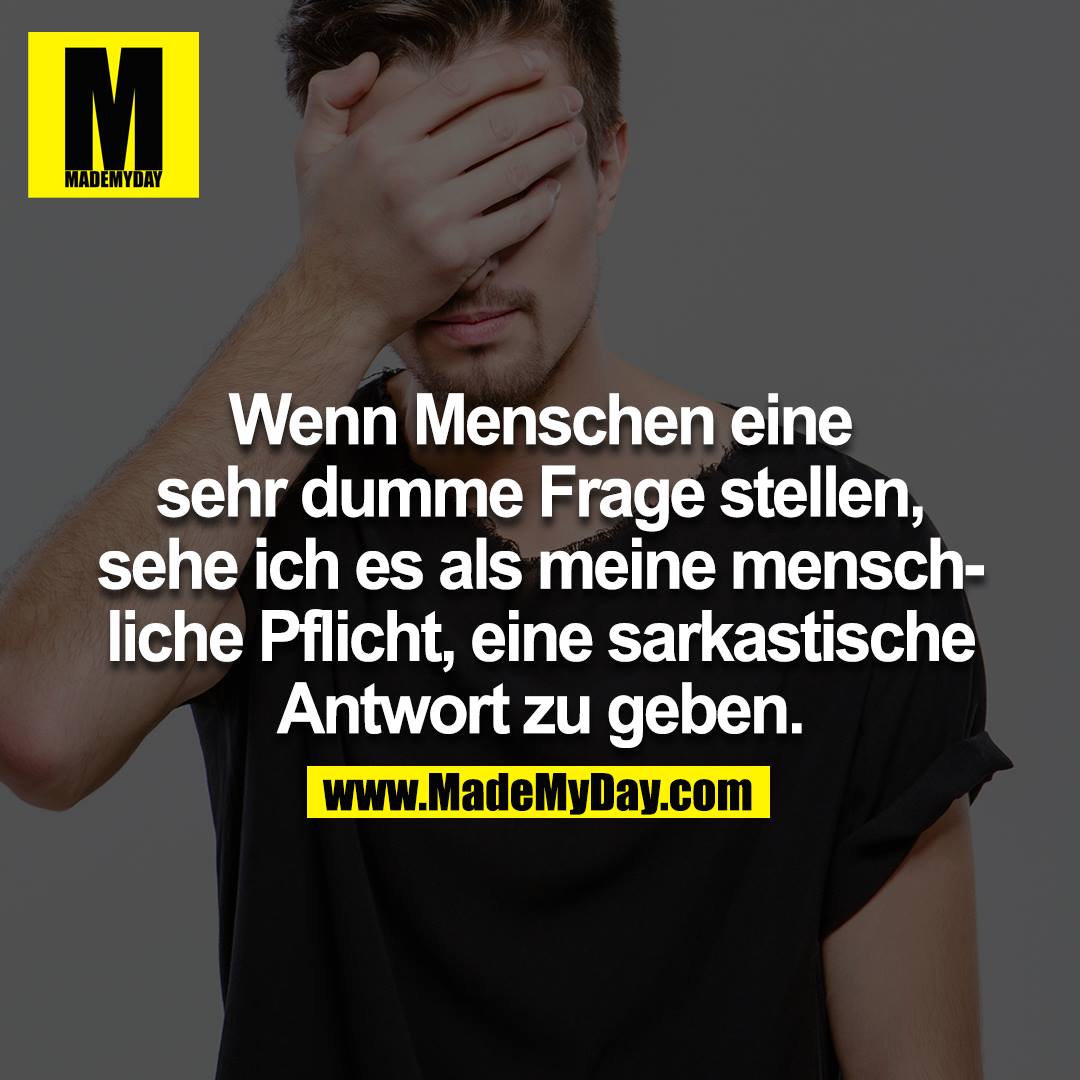 M
MADEMYDAY
Wenn Menschen eine
sehr dumme Frage stellen,
sehe ich es als meine mensch-
liche Pflicht, eine sarkastische
Antwort zu geben.
www.MadeMyDay.com